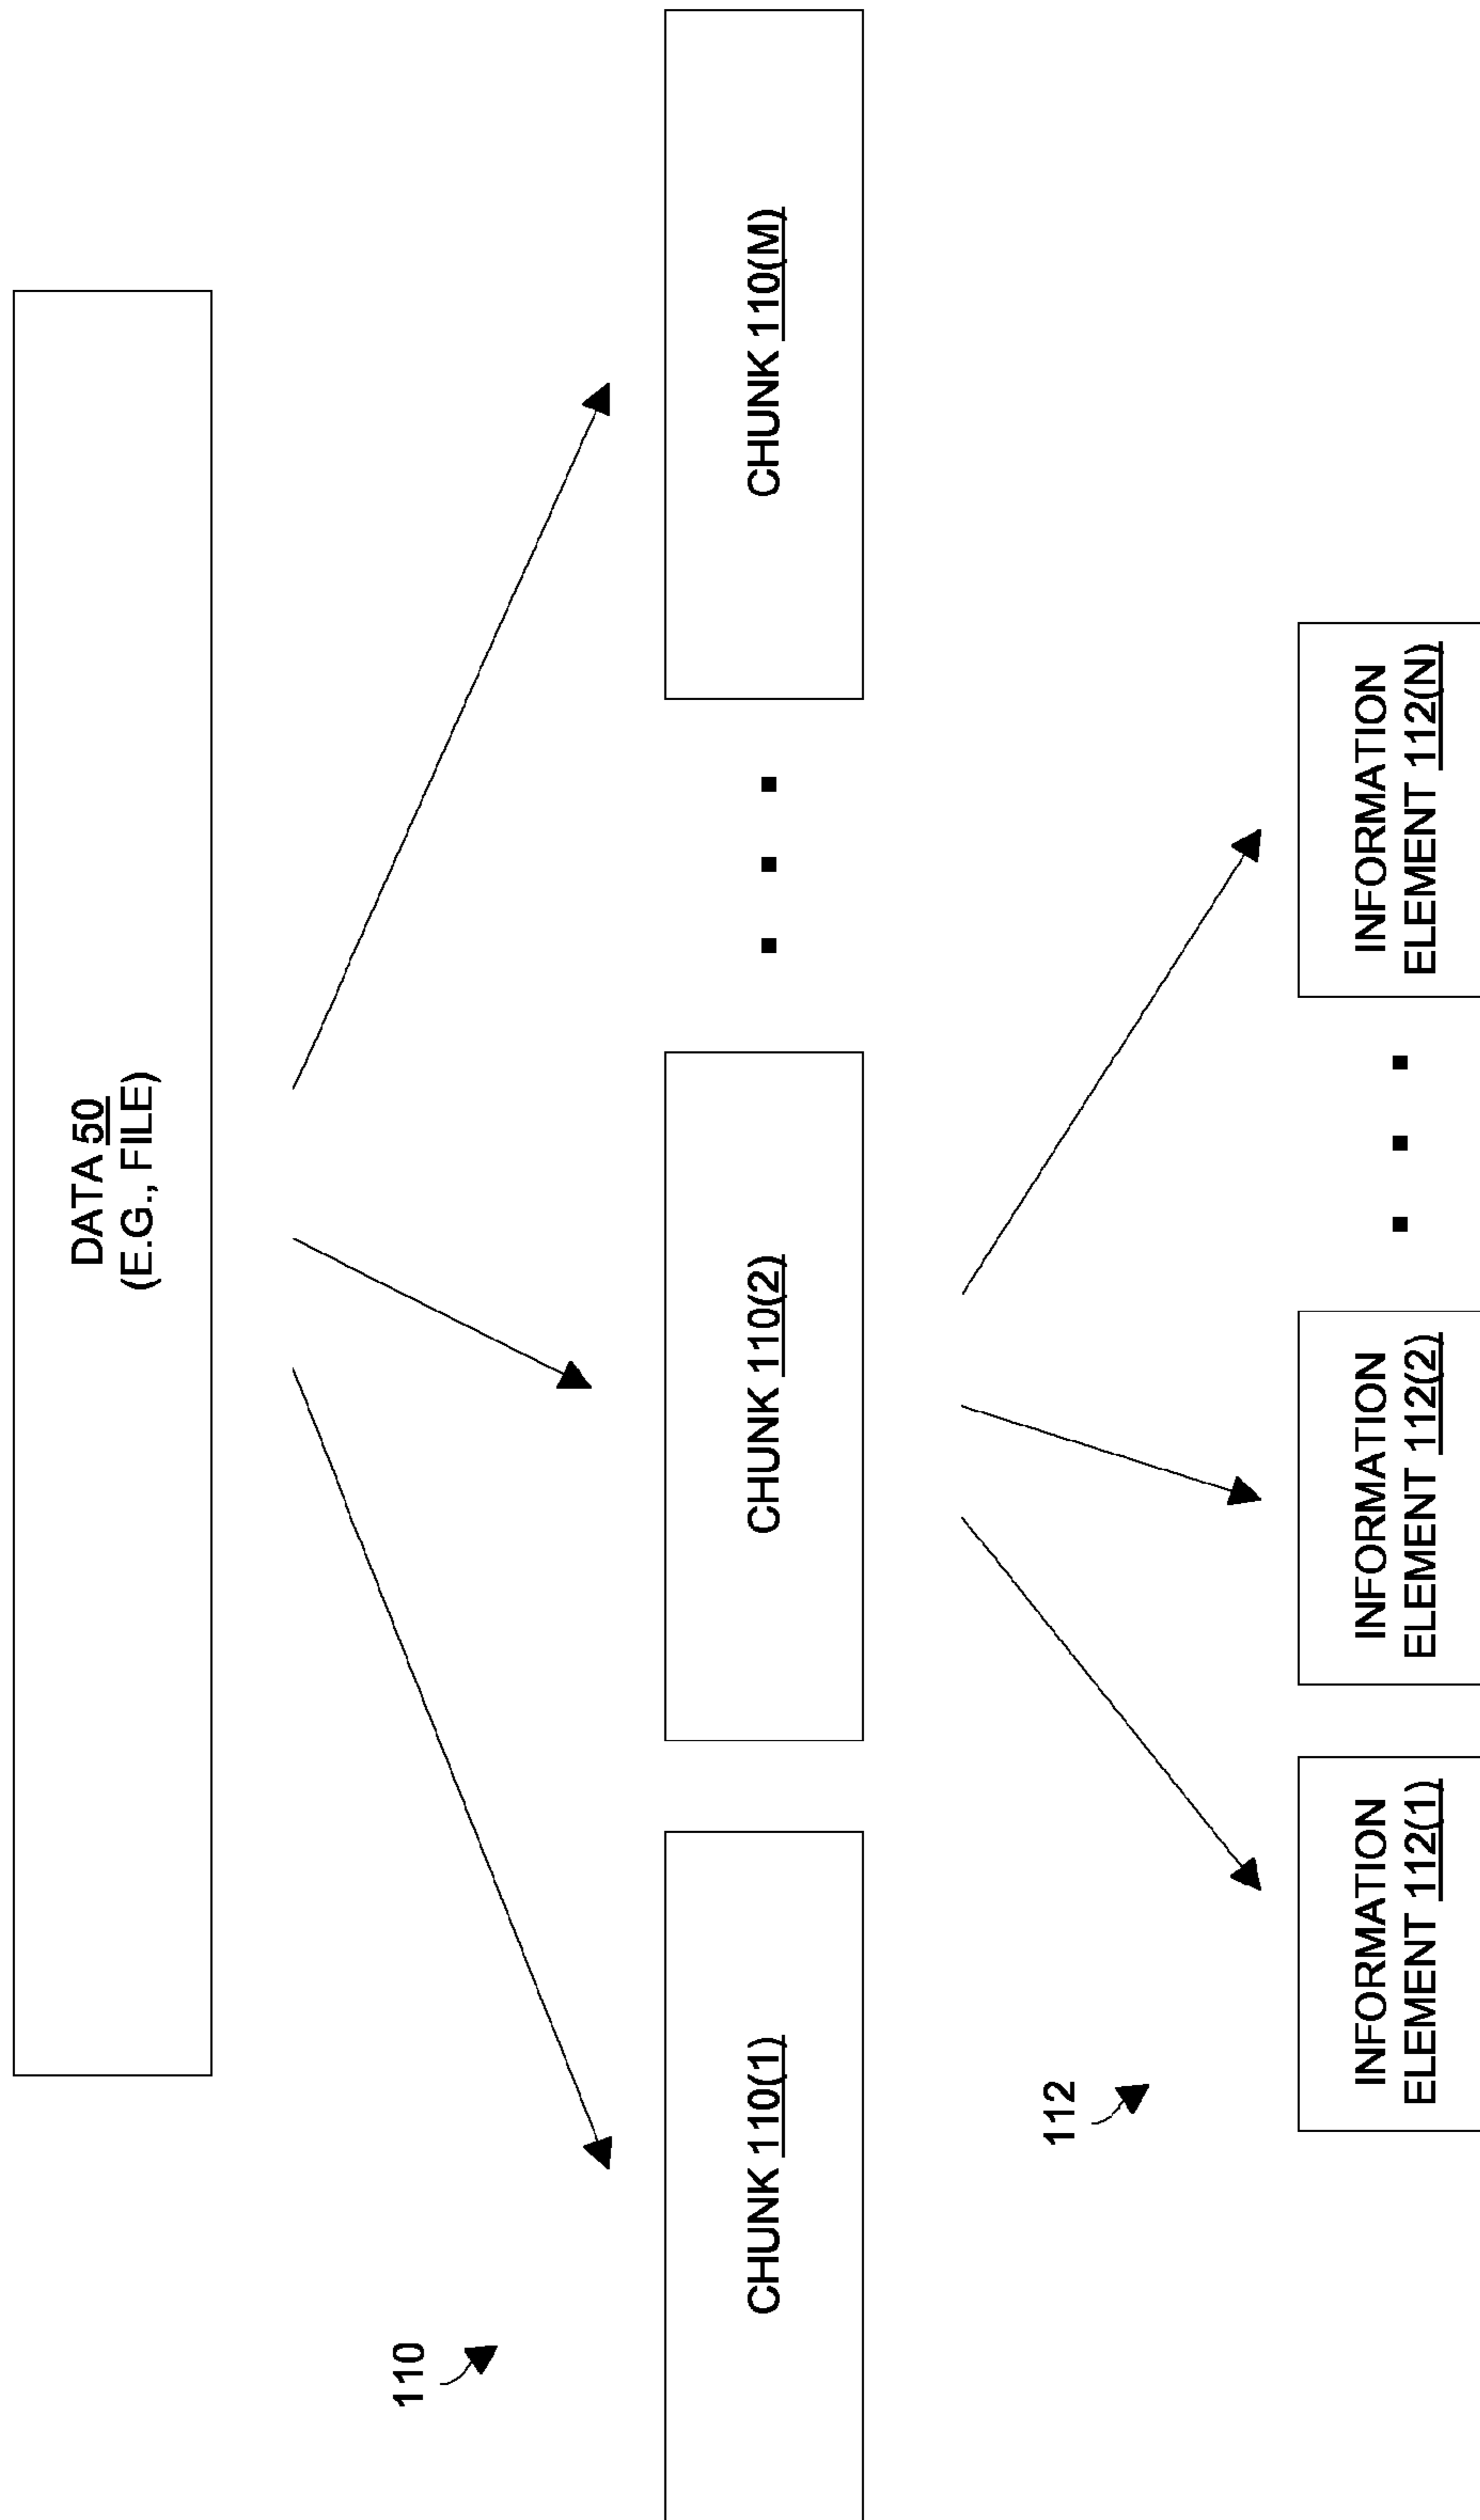 DATA 50
(E.G., FILE)
110
CHUNK 110(1)
CHUNK 110(2)
CHUNK 110(M)
112
INFORMATION
ELEMENT 112(1)
INFORMATION
ELEMENT 112(2)
INFORMATION
ELEMENT 112(N)